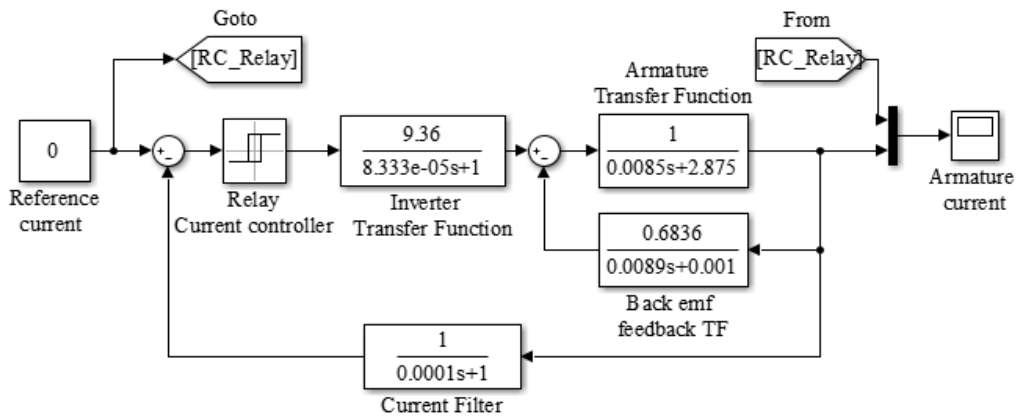 Goto
[RC_Relay]
From
[RC_Relay]
Armature
Transfer Function
0
Reference
current
+
-
Relay
Current controller
9.36
8.333e-05s+1
Inverter
Transfer Function
+
-
1
0.0085s+2.875
Armature
current
0.6836
0.0089s+0.001
Back emf
feedback TF
1
0.0001s+1
Current Filter